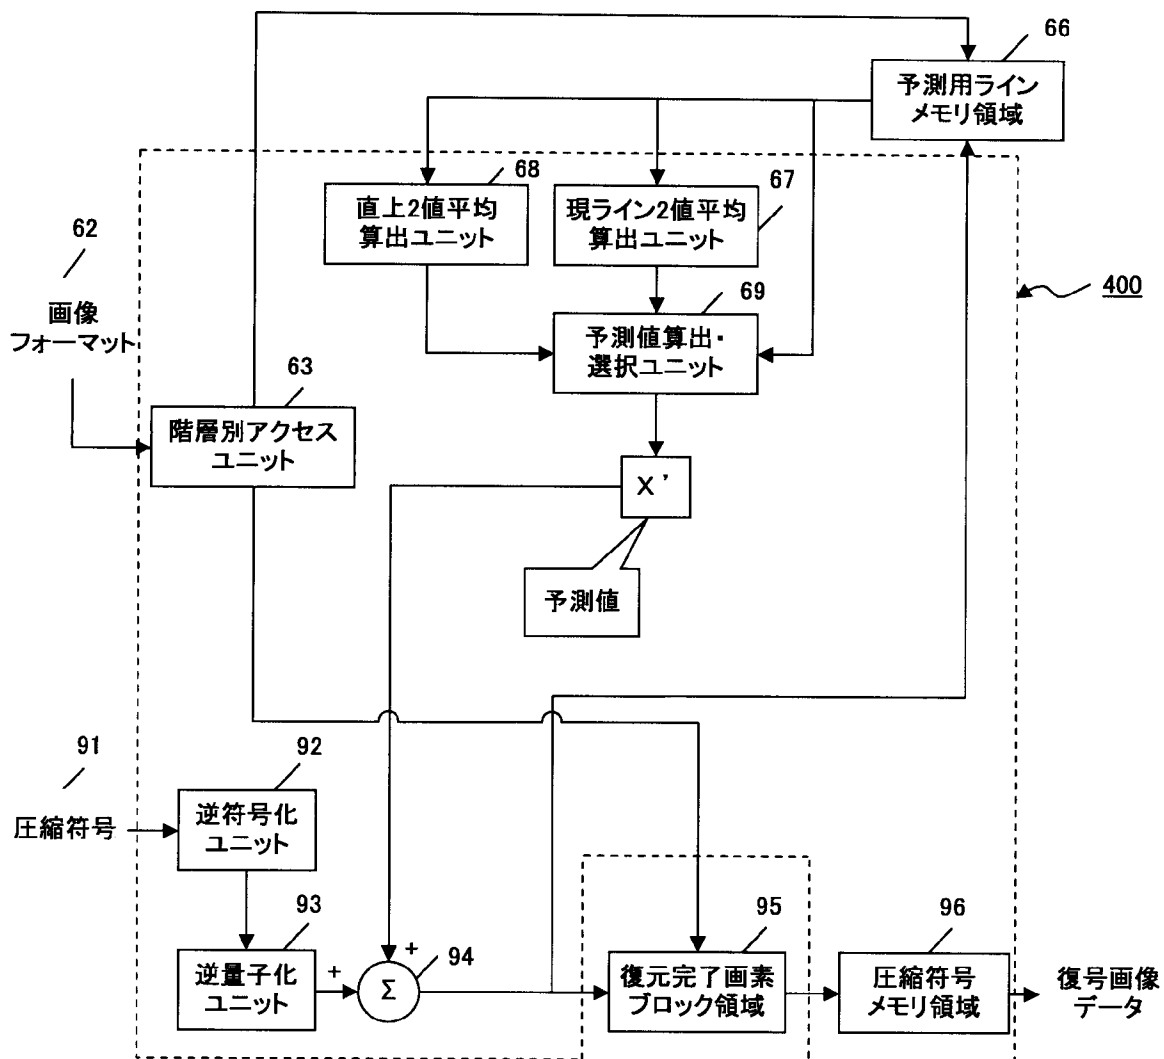 66
予測用ライン
メモリ領域
68
直上2値平均
算出ユニット
67
現ライン2値平均
算出ユニット
62
画像
フォーマット
400
69
予測値算出・
選択ユニット
63
階層別アクセス
ユニット
X'
予測値
91
圧縮符号
92
逆符号化
ユニット
93
逆量子化
ユニット
+
+
Σ
94
95
復元完了画素
ブロック領域
96
圧縮符号
メモリ領域
復号画像
データ